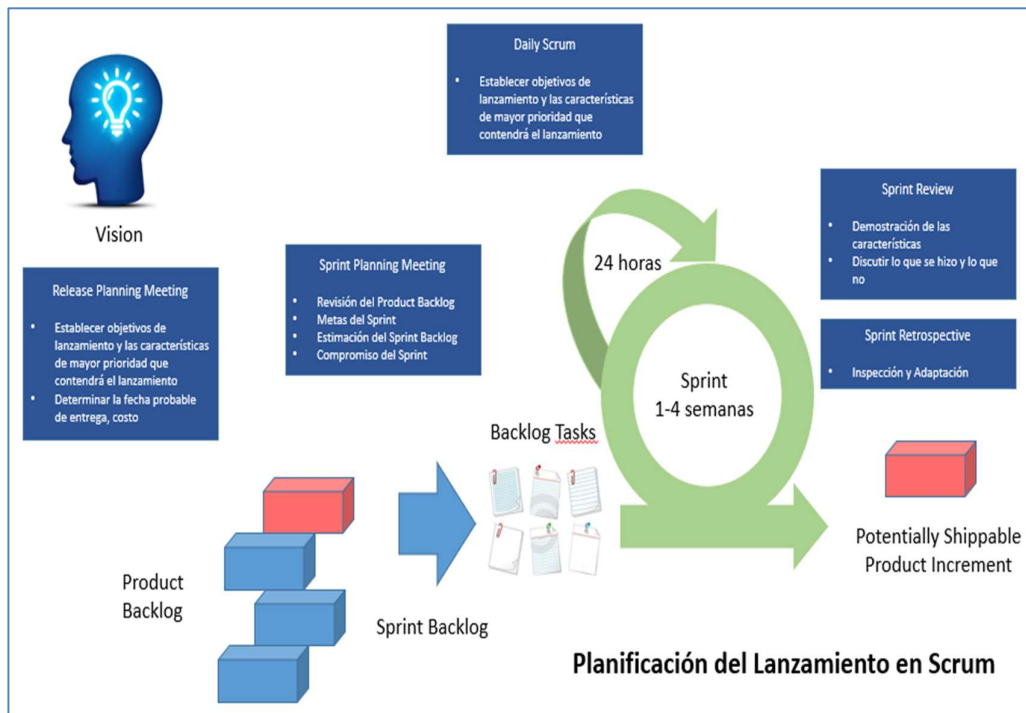 Daily Scrum
• Establecer objetivos de
lanzamiento y las características
de mayor prioridad que
contendrá el lanzamiento
Vision
Release Planning Meeting
• Establecer objetivos de
lanzamiento y las características
de mayor prioridad que
contendrá el lanzamiento
• Determinar la fecha probable
de entrega, costo
Sprint Planning Meeting
• Revisión del Product Backlog
• Metas del Sprint
• Estimación del Sprint Backlog
• Compromiso del Sprint
24 horas
Sprint
1-4 semanas
Sprint Review
• Demostración de las
características
• Discutir lo que se hizo y lo que
no
Sprint Retrospective
• Inspección y Adaptación
Backlog Tasks
Product
Backlog
Sprint Backlog
Potentially Shippable
Product Increment
Planificación del Lanzamiento en Scrum